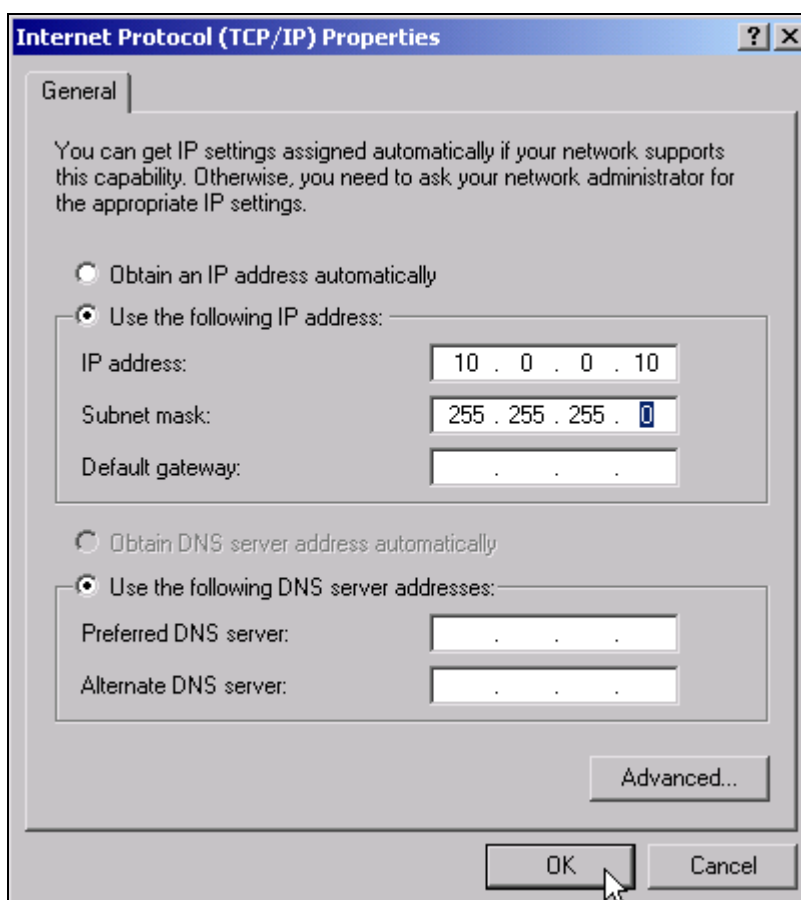 Internet Protocol (TCP/IP) Properties
General
You can get IP settings assigned automatically if your network supports
this capability. Otherwise, you need to ask your network administrator for
the appropriate IP settings.
Obtain an IP address automatically
Use the following IP address:
IP address: 10 . 0 . 0 . 10
Subnet mask: 255 . 255 . 255 . 0
Default gateway: . . .
Obtain DNS server address automatically
Use the following DNS server addresses:
Preferred DNS server: . . .
Alternate DNS server: . . .
Advanced...
OK Cancel